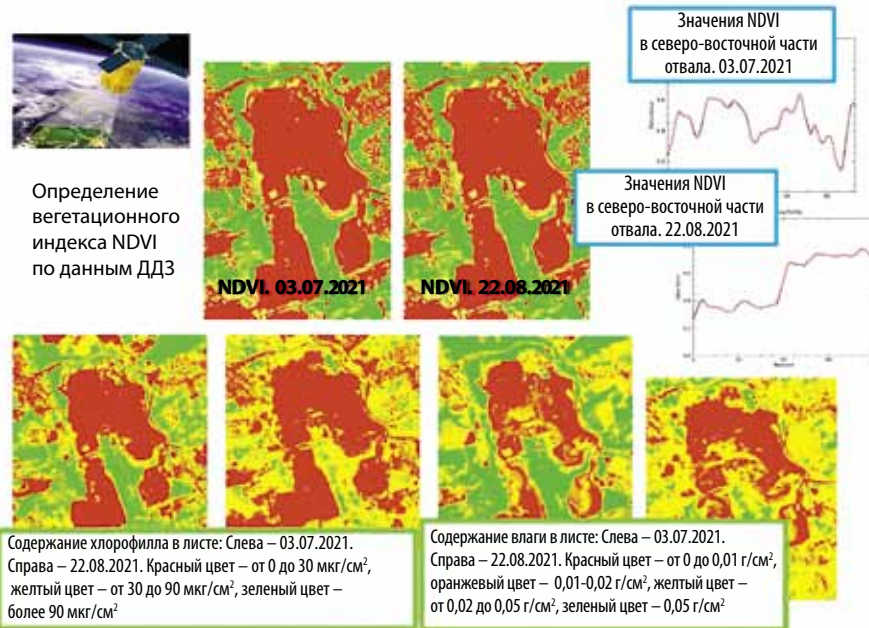 Значения NDVI
в северо-восточной части
отвала. 03.07.2021
Определение
вегетационного
индекса NDVI
по данным ДДЗ
NDVI. 03.07.2021
NDVI. 22.08.2021
Значения NDVI
в северо-восточной части
отвала. 22.08.2021
Содержание хлорофилла в листе: Слева – 03.07.2021.
Справа – 22.08.2021. Красный цвет – от 0 до 30 мкг/см²,
желтый цвет – от 30 до 90 мкг/см², зеленый цвет –
более 90 мкг/см²
Содержание влаги в листе: Слева – 03.07.2021.
Справа – 22.08.2021. Красный цвет – от 0 до 0,01 г/см²,
оранжевый цвет – 0,01-0,02 г/см², желтый цвет –
от 0,02 до 0,05 г/см², зеленый цвет – 0,05 г/см²